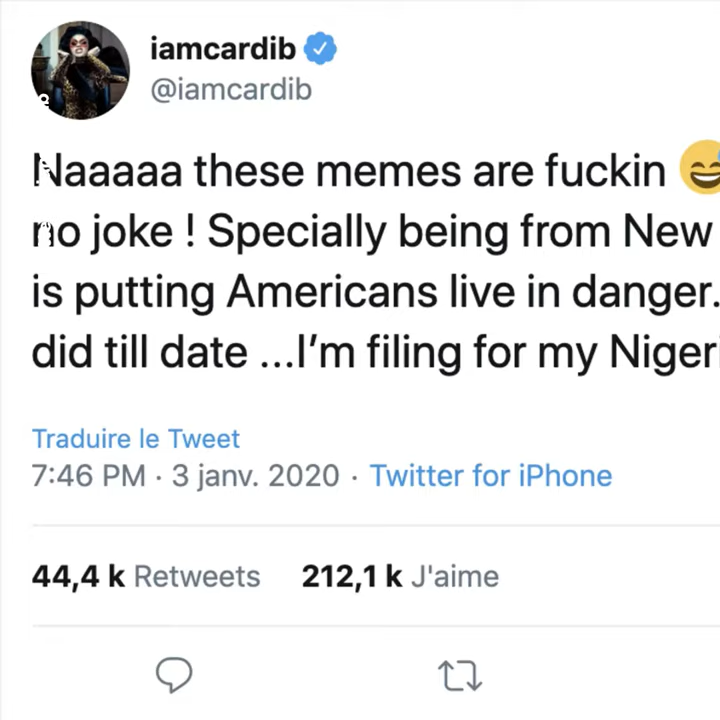 iamcardib
@iamcardib
Naaaaa these memes are fuckin
no joke ! Specially being from New
is putting Americans live in danger.
did till date ...I’m filing for my Nigeri
Traduire le Tweet
7:46 PM · 3 janv. 2020 · Twitter for iPhone
44,4 k Retweets 212,1 k J'aime